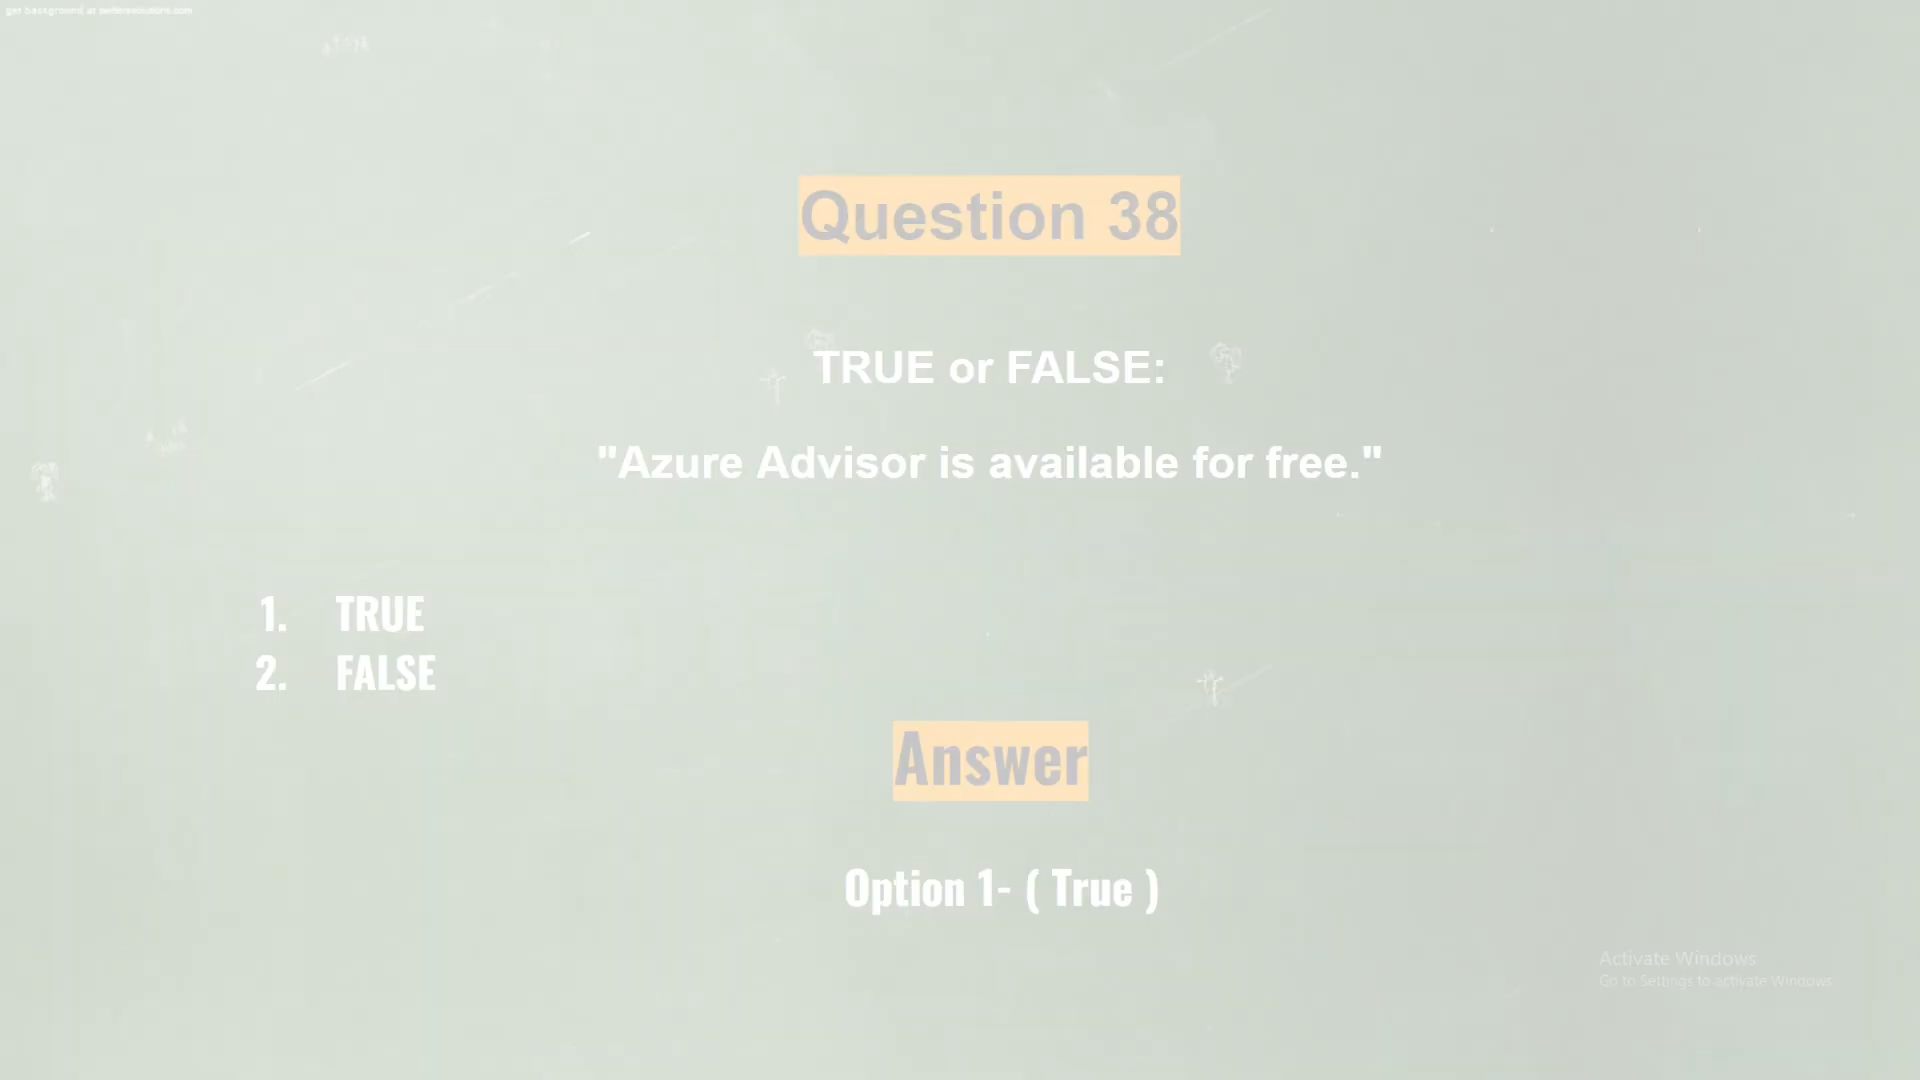 Question 38
TRUE or FALSE:
"Azure Advisor is available for free."
1. TRUE
2. FALSE
Answer
Option 1- ( True )
Activate Windows
Go to Settings to activate Windows.